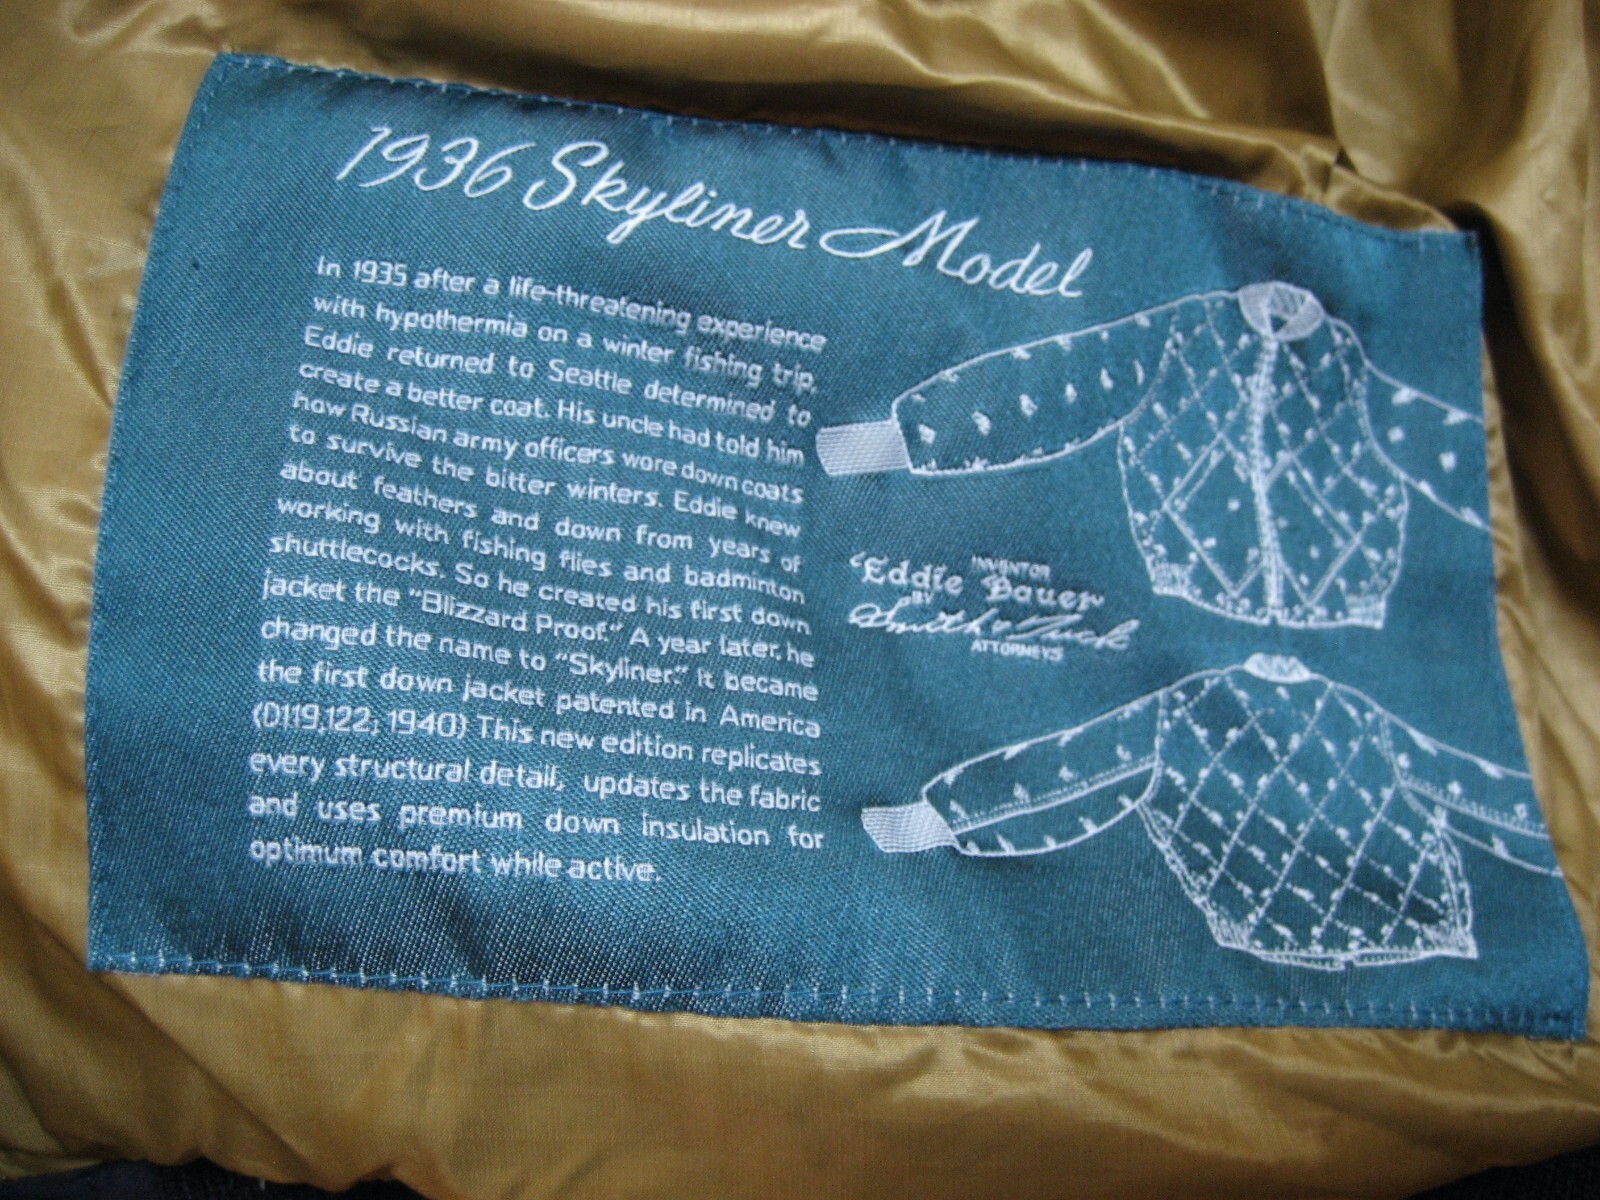 1936 Skyliner Model
In 1935 after a life-threatening experience
with hypothermia on a winter fishing trip,
Eddie returned to Seattle determined to
create a better coat. His uncle had told him
how Russian army officers wore down coats
to survive the bitter winters. Eddie knew
about feathers and down from years of
working with fishing flies and badminton
shuttlecocks. So he created his first down
jacket the "Blizzard Proof." A year later, he
changed the name to "Skyliner." It became
the first down jacket patented in America
(D119,122; 1940) This new edition replicates
every structural detail, updates the fabric
and uses premium down insulation for
optimum comfort while active.
INVENTOR
Eddie Bauer
BY
Smith & Tuck
ATTORNEYS